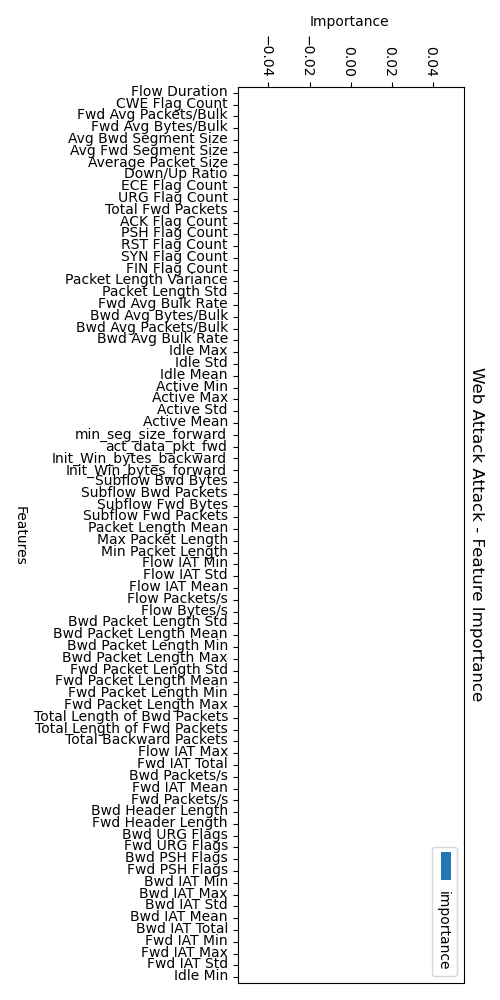 Importance
−0.04
−0.02
0.00
0.02
0.04
Flow Duration
CWE Flag Count
Fwd Avg Packets/Bulk
Fwd Avg Bytes/Bulk
Avg Bwd Segment Size
Avg Fwd Segment Size
Average Packet Size
Down/Up Ratio
ECE Flag Count
URG Flag Count
Total Fwd Packets
ACK Flag Count
PSH Flag Count
RST Flag Count
SYN Flag Count
FIN Flag Count
Packet Length Variance
Packet Length Std
Fwd Avg Bulk Rate
Bwd Avg Bytes/Bulk
Bwd Avg Packets/Bulk
Bwd Avg Bulk Rate
Idle Max
Idle Std
Idle Mean
Active Min
Active Max
Active Std
Active Mean
min_seg_size_forward
act_data_pkt_fwd
Init_Win_bytes_backward
Init_Win_bytes_forward
Subflow Bwd Bytes
Subflow Bwd Packets
Subflow Fwd Bytes
Subflow Fwd Packets
Packet Length Mean
Max Packet Length
Min Packet Length
Flow IAT Min
Flow IAT Std
Flow IAT Mean
Flow Packets/s
Flow Bytes/s
Bwd Packet Length Std
Bwd Packet Length Mean
Bwd Packet Length Min
Bwd Packet Length Max
Fwd Packet Length Std
Fwd Packet Length Mean
Fwd Packet Length Min
Fwd Packet Length Max
Total Length of Bwd Packets
Total Length of Fwd Packets
Total Backward Packets
Flow IAT Max
Fwd IAT Total
Bwd Packets/s
Fwd IAT Mean
Fwd Packets/s
Bwd Header Length
Fwd Header Length
Bwd URG Flags
Fwd URG Flags
Bwd PSH Flags
Fwd PSH Flags
Bwd IAT Min
Bwd IAT Max
Bwd IAT Std
Bwd IAT Mean
Bwd IAT Total
Fwd IAT Min
Fwd IAT Max
Fwd IAT Std
Idle Min
Features
Web Attack Attack - Feature Importance
importance